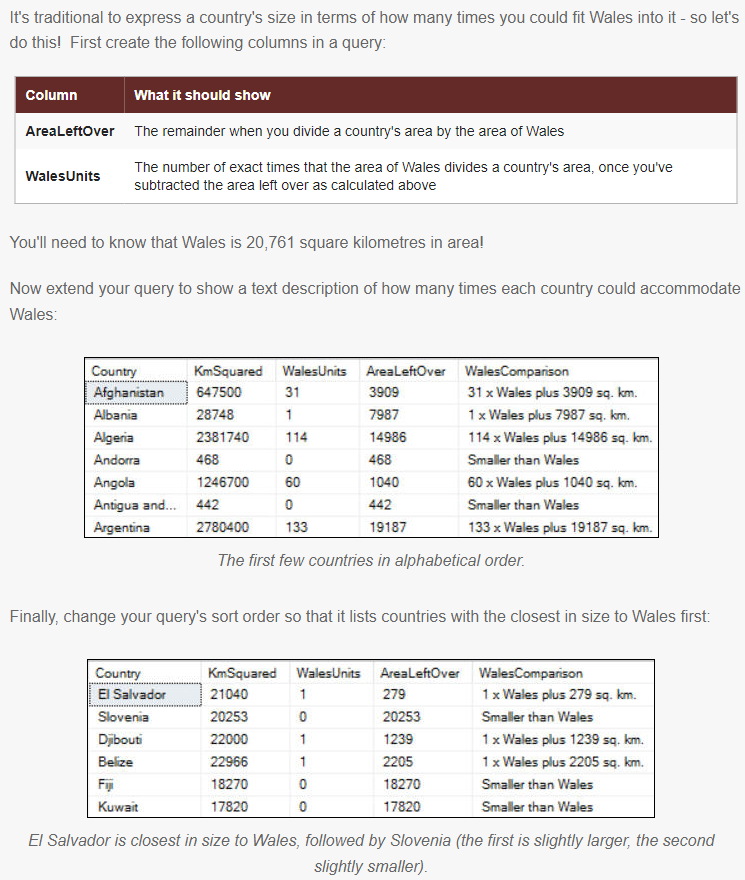 It's traditional to express a country's size in terms of how many times you could fit Wales into it - so let's
do this!  First create the following columns in a query:
Column What it should show
AreaLeftOver The remainder when you divide a country's area by the area of Wales
WalesUnits The number of exact times that the area of Wales divides a country's area, once you've
subtracted the area left over as calculated above
You'll need to know that Wales is 20,761 square kilometres in area!
Now extend your query to show a text description of how many times each country could accommodate
Wales:
Country KmSquared WalesUnits AreaLeftOver WalesComparison
Afghanistan 647500 31 3909 31 x Wales plus 3909 sq. km.
Albania 28748 1 7987 1 x Wales plus 7987 sq. km.
Algeria 2381740 114 14986 114 x Wales plus 14986 sq. km.
Andorra 468 0 468 Smaller than Wales
Angola 1246700 60 1040 60 x Wales plus 1040 sq. km.
Antigua and... 442 0 442 Smaller than Wales
Argentina 2780400 133 19187 133 x Wales plus 19187 sq. km.
The first few countries in alphabetical order.
Finally, change your query's sort order so that it lists countries with the closest in size to Wales first:
Country KmSquared WalesUnits AreaLeftOver WalesComparison
El Salvador 21040 1 279 1 x Wales plus 279 sq. km.
Slovenia 20253 0 20253 Smaller than Wales
Djibouti 22000 1 1239 1 x Wales plus 1239 sq. km.
Belize 22966 1 2205 1 x Wales plus 2205 sq. km.
Fiji 18270 0 18270 Smaller than Wales
Kuwait 17820 0 17820 Smaller than Wales
El Salvador is closest in size to Wales, followed by Slovenia (the first is slightly larger, the second
slightly smaller).